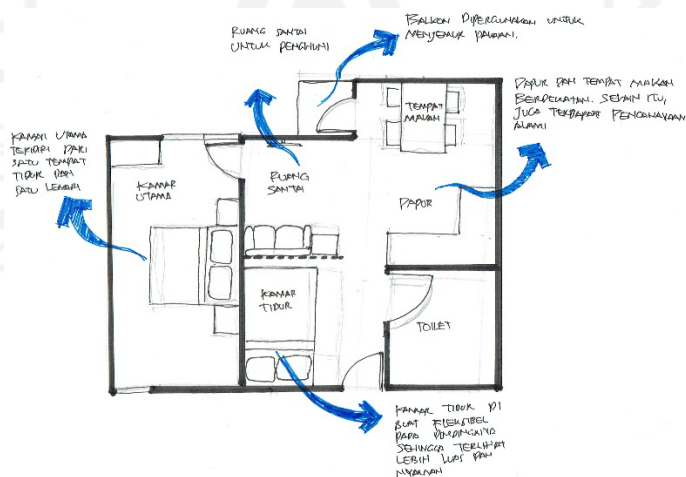 RUANG SANTAI
UNTUK PENGHUNI
BALKON DIPERGUNAKAN UNTUK
MENJEMUR PAKAIAN.
DAPUR DAN TEMPAT MAKAN
BERDEKATAN. SELAIN ITU,
JUGA TERDAPAT PENCAHAYAAN
ALAMI
KAMAR UTAMA
TERDIRI DARI
SATU TEMPAT
TIDUR DAN
SATU LEMARI
TEMPAT
MAKAN
KAMAR
UTAMA
RUANG
SANTAI
DAPUR
KAMAR
TIDUR
TOILET
KAMAR TIDUR DI
BUAT FLEKSIBEL
PADA DINDINGNYA
SEHINGGA TERLIHAT
LEBIH LUAS DAN
NYAMAN